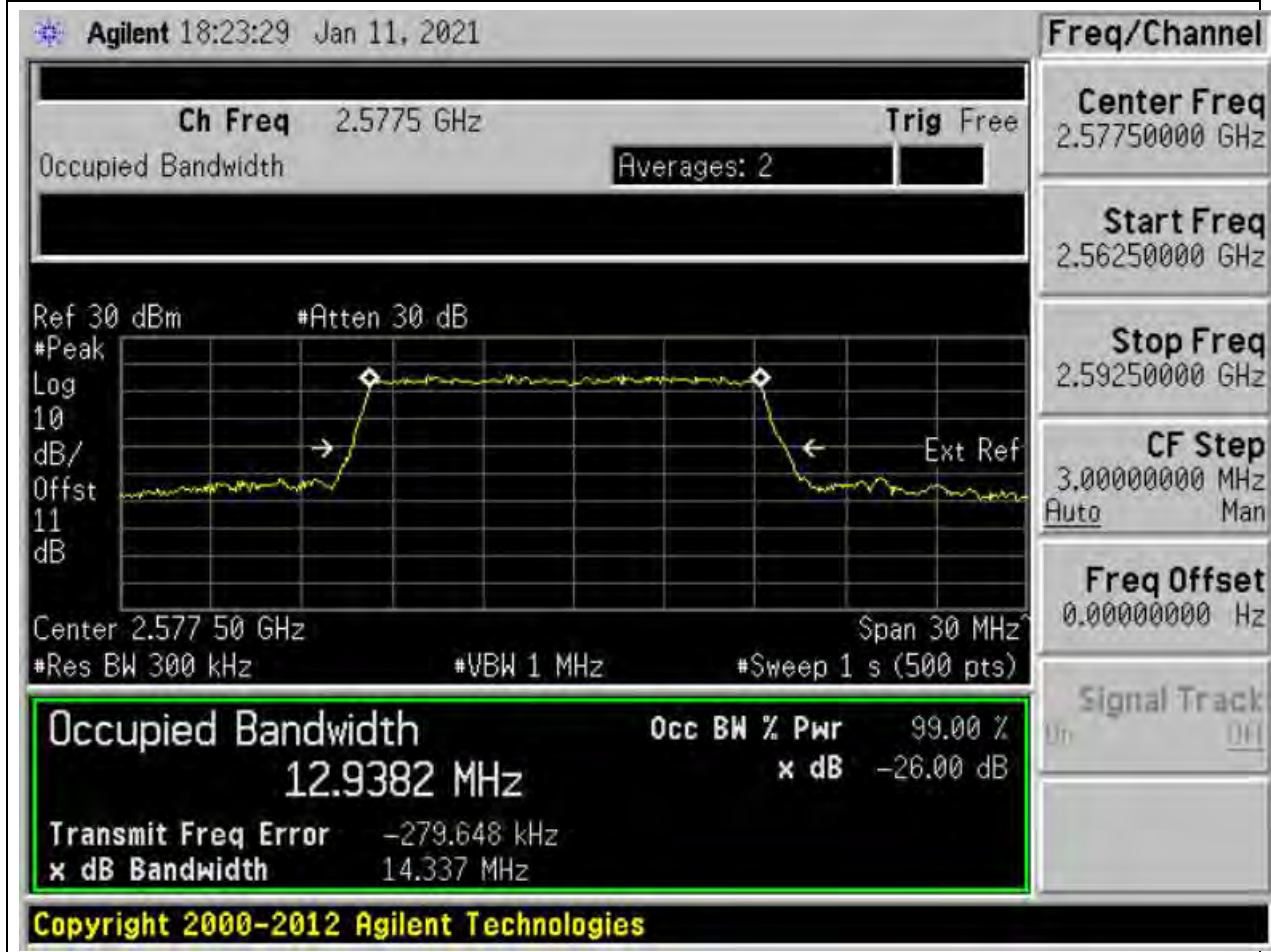 Agilent 18:23:29 Jan 11, 2021
Ch Freq 2.5775 GHz Trig Free
Occupied Bandwidth Averages: 2
Ref 30 dBm #Atten 30 dB
#Peak
Log
10
dB/
Offst
11
dB
Ext Ref
Center 2.577 50 GHz Span 30 MHz^
#Res BW 300 kHz #VBW 1 MHz #Sweep 1 s (500 pts)
Occupied Bandwidth
12.9382 MHz
Occ BW % Pwr 99.00 %
x dB -26.00 dB
Transmit Freq Error -279.648 kHz
x dB Bandwidth 14.337 MHz
Copyright 2000-2012 Agilent Technologies
Freq/Channel
Center Freq
2.57750000 GHz
Start Freq
2.56250000 GHz
Stop Freq
2.59250000 GHz
CF Step
3.00000000 MHz
Auto Man
Freq Offset
0.00000000 Hz
Signal Track
On Off